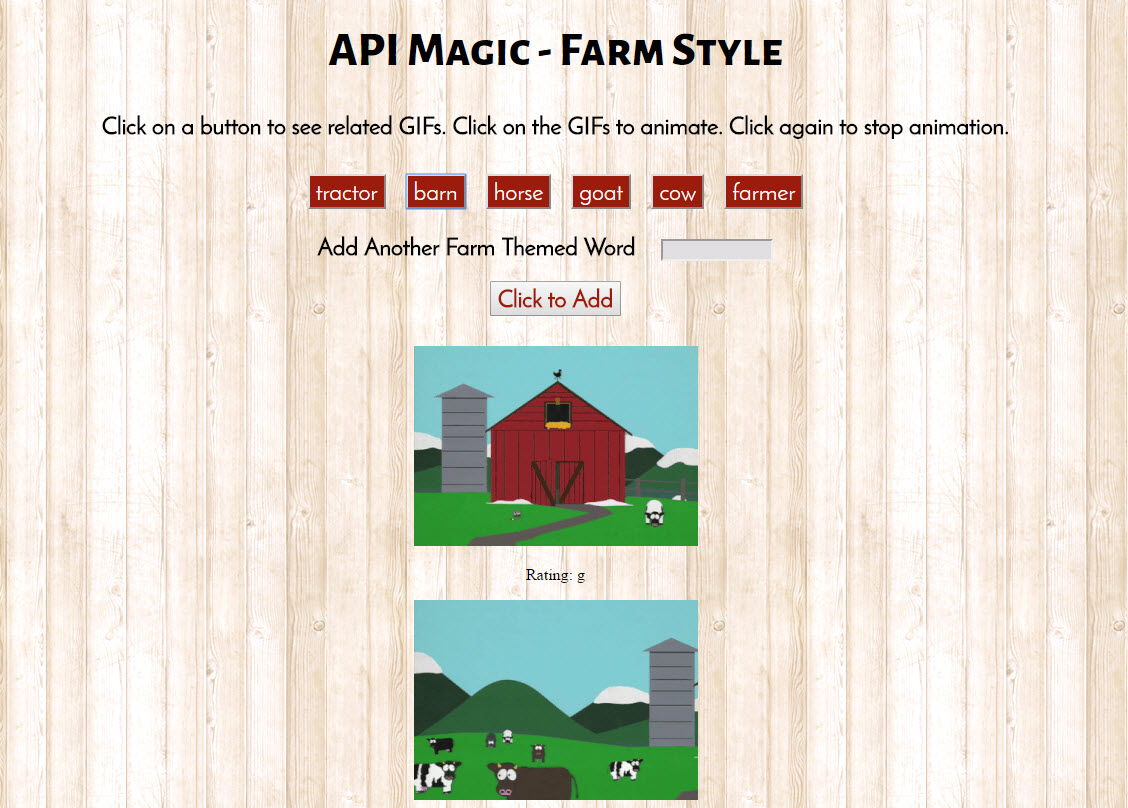 API Magic - Farm Style
Click on a button to see related GIFs. Click on the GIFs to animate. Click again to stop animation.
tractor barn horse goat cow farmer
Add Another Farm Themed Word
Click to Add
Rating: g